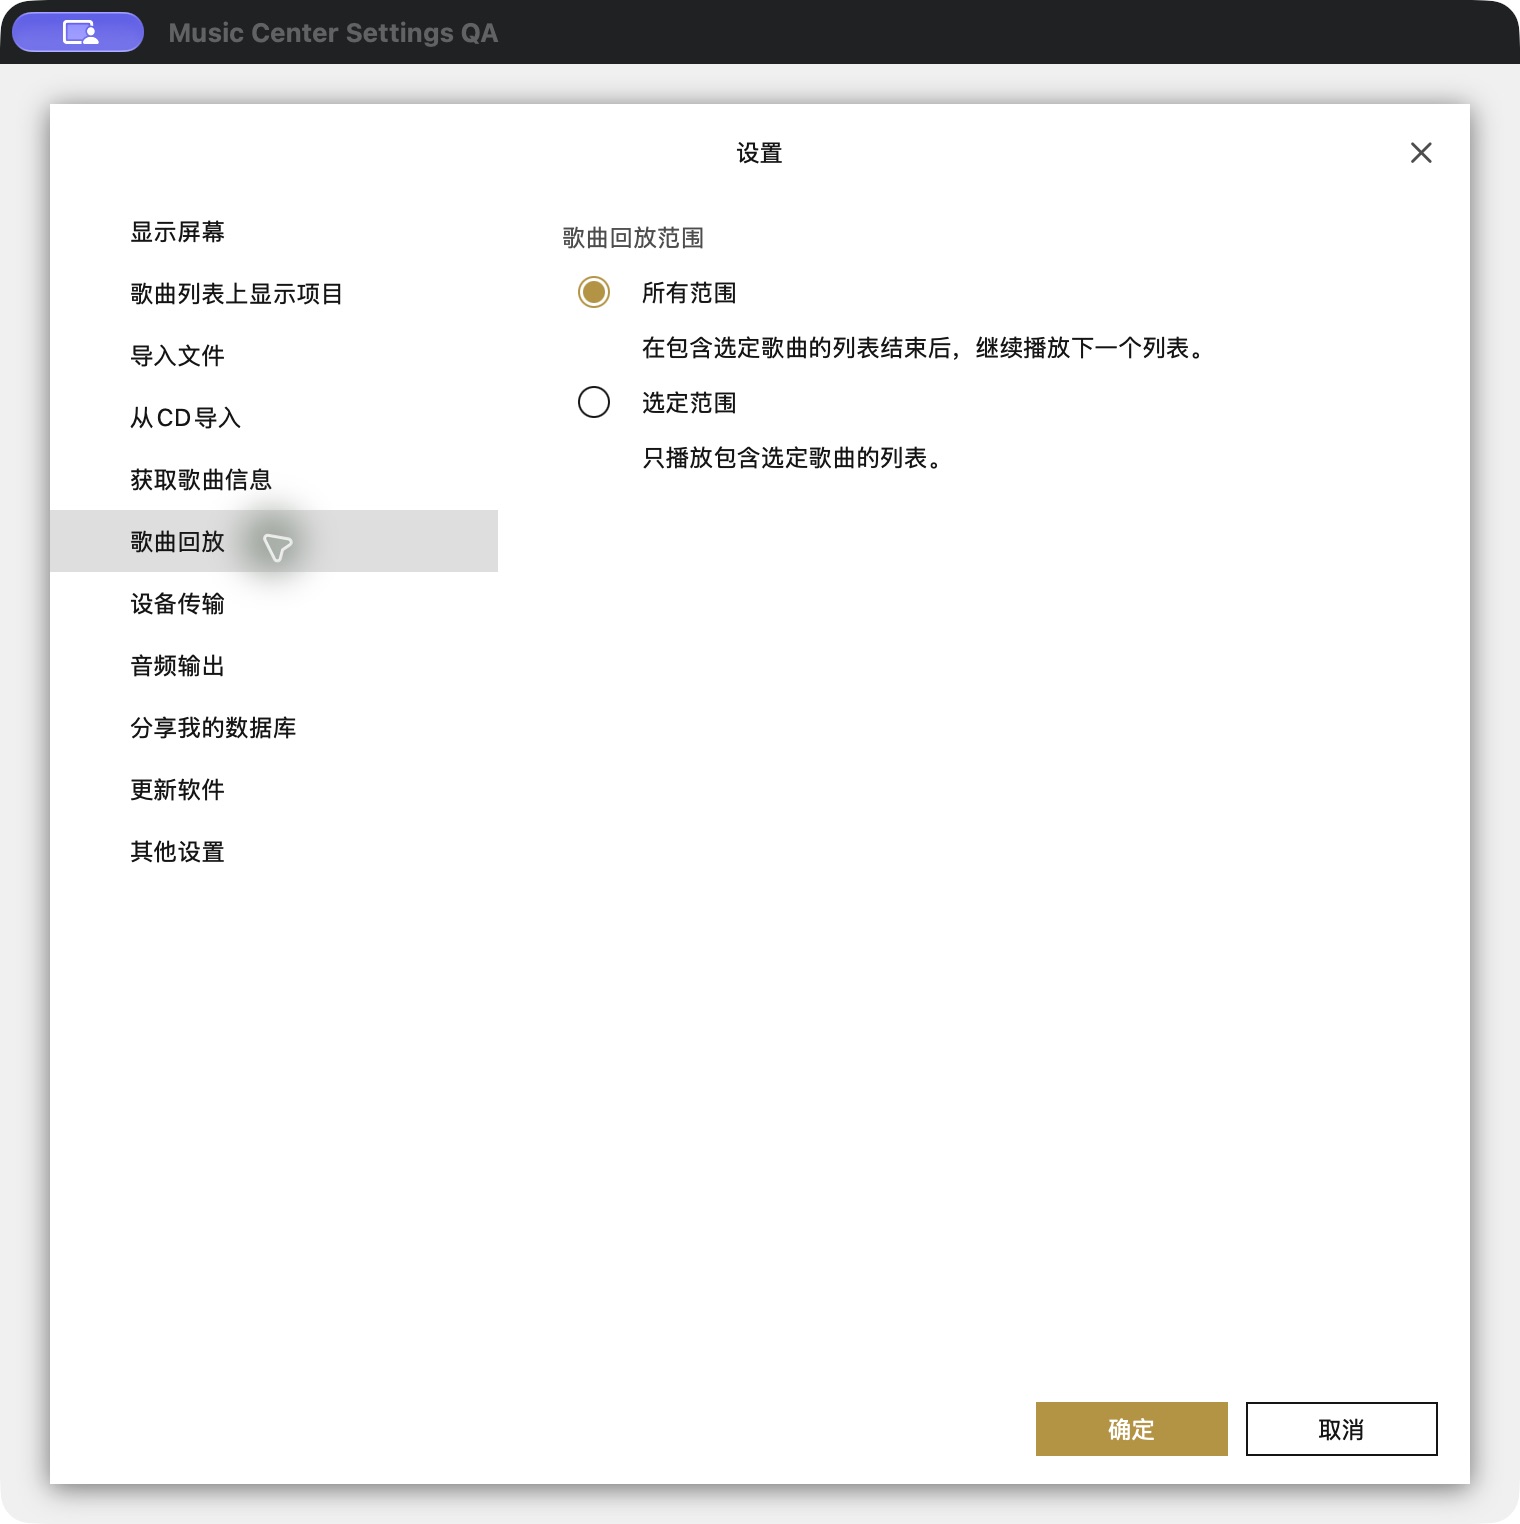 Music Center Settings QA
设置
显示屏幕
歌曲列表上显示项目
导入文件
从CD导入
获取歌曲信息
歌曲回放
设备传输
音频输出
分享我的数据库
更新软件
其他设置
歌曲回放范围
所有范围
在包含选定歌曲的列表结束后，继续播放下一个列表。
选定范围
只播放包含选定歌曲的列表。
确定
取消